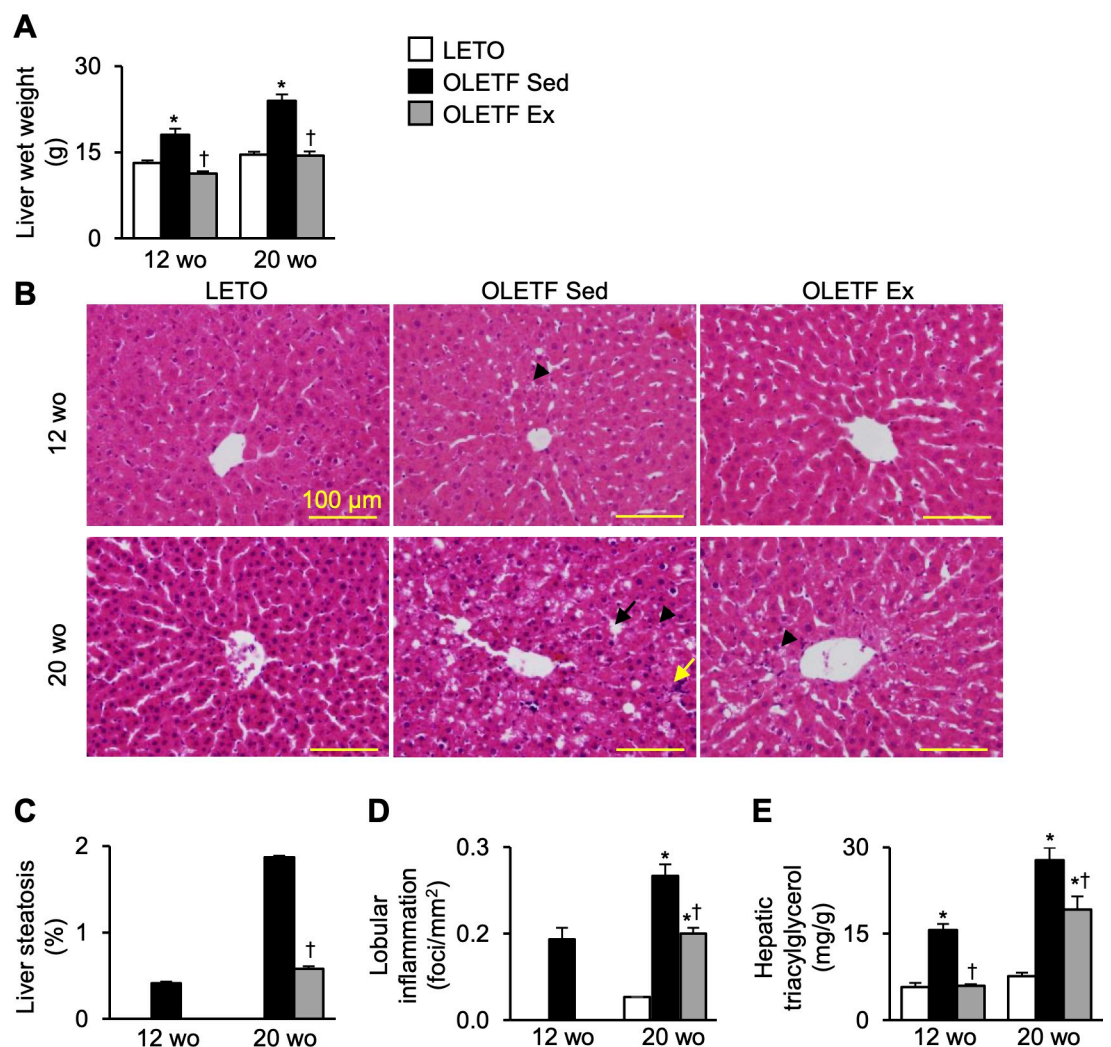 A
LETO
OLETF Sed
OLETF Ex
Liver wet weight
(g)
30
15
0
*
†
*
†
12 wo
20 wo
B
LETO
OLETF Sed
OLETF Ex
12 wo
100 µm
20 wo
C
Liver steatosis
(%)
2
1
0
†
12 wo
20 wo
D
Lobular
inflammation
(foci/mm²)
0.3
0.2
0.0
*
*†
12 wo
20 wo
E
Hepatic
triacylglycerol
(mg/g)
30
15
0
*
†
*
*†
12 wo
20 wo